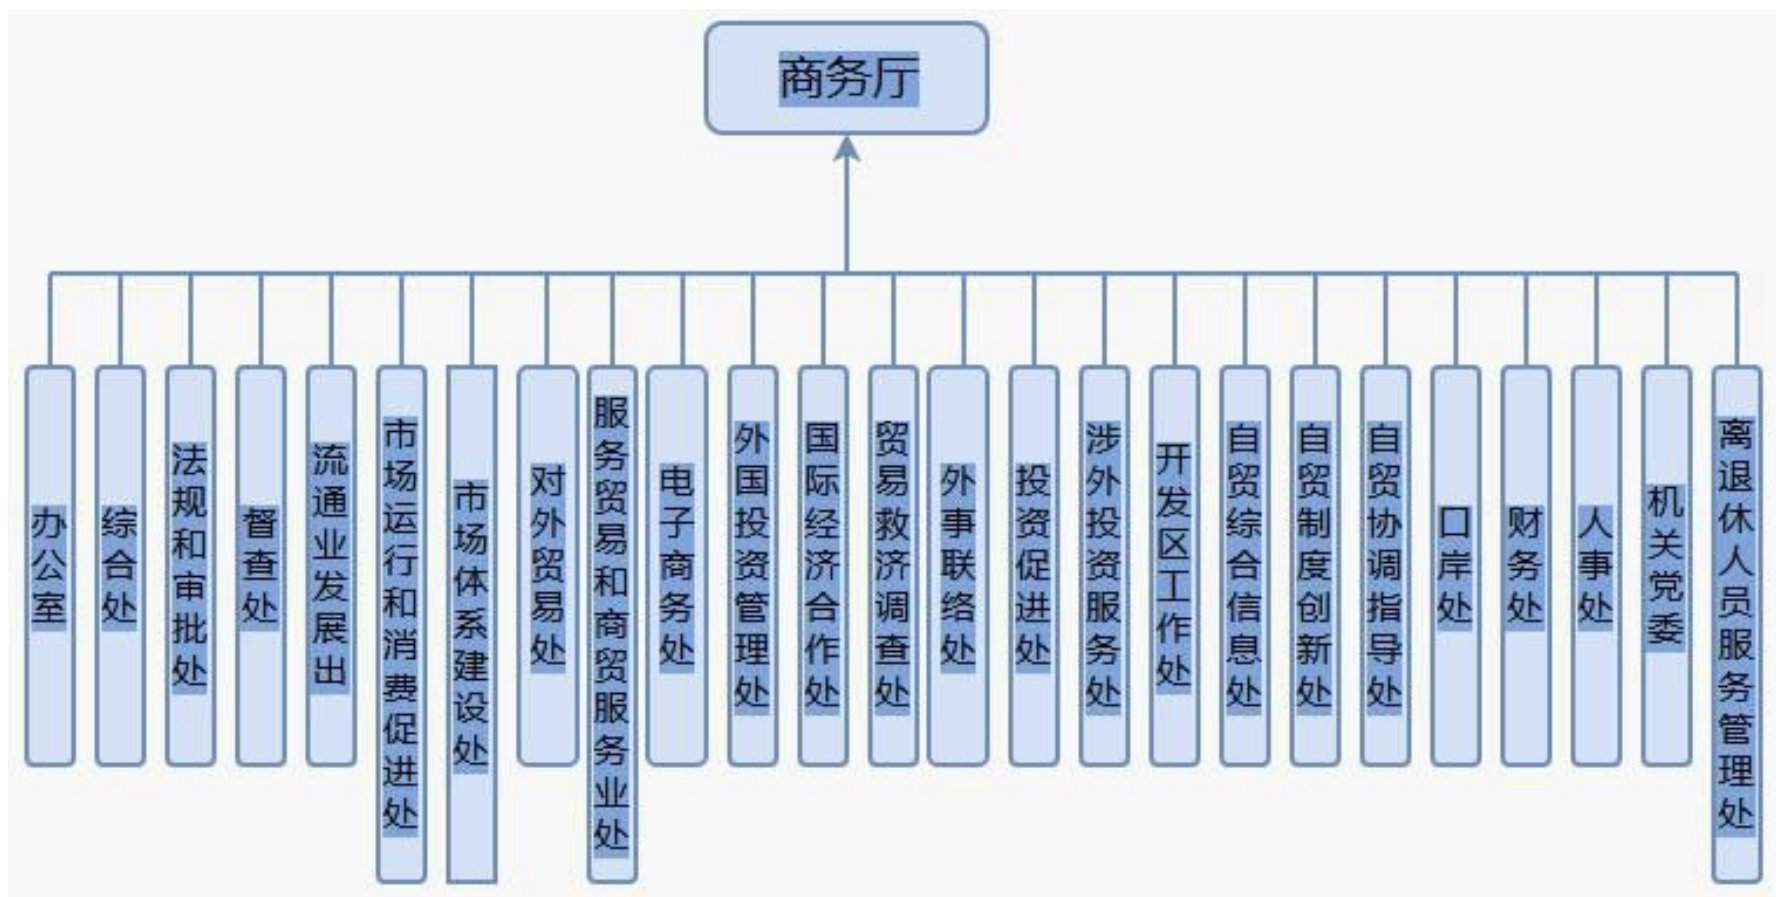 商务厅
办公室
综合处
法规和审批处
督查处
流通业发展出
市场运行和消费促进处
市场体系建设处
对外贸易处
服务贸易和商贸服务业处
电子商务处
外国投资管理处
国际经济合作处
贸易救济调查处
外事联络处
投资促进处
涉外投资服务处
开发区工作处
自贸综合信息处
自贸制度创新处
自贸协调指导处
口岸处
财务处
人事处
机关党委
离退休人员服务管理处